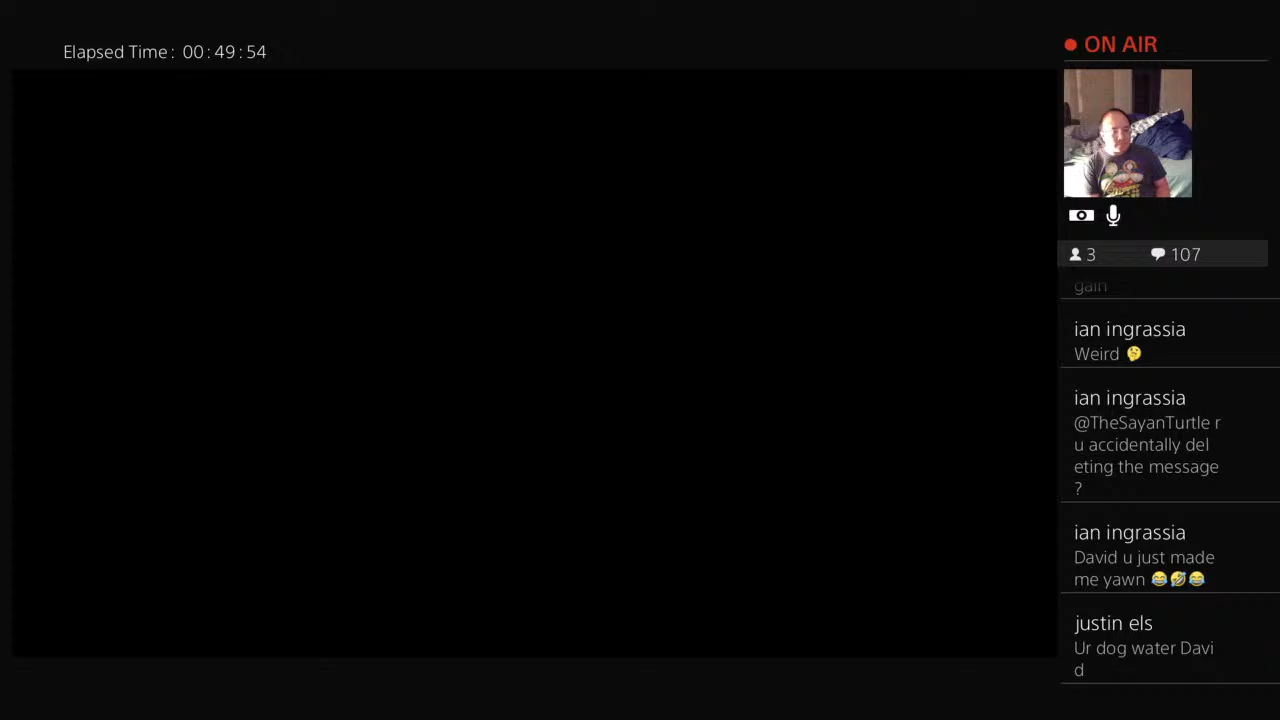 Elapsed Time: 00:49:54
ON AIR
3 107
gain
ian ingrassia
Weird 🤔
ian ingrassia
@TheSayanTurtle r
u accidentally del
eting the message
?
ian ingrassia
David u just made
me yawn 😂🤣😂
justin els
Ur dog water Davi
d